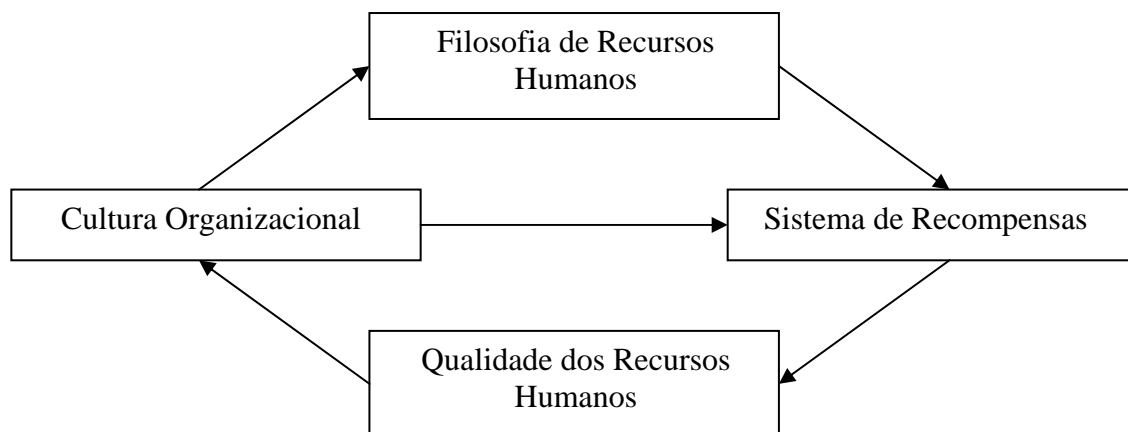 Filosofia de Recursos
Humanos
Cultura Organizacional
Sistema de Recompensas
Qualidade dos Recursos
Humanos